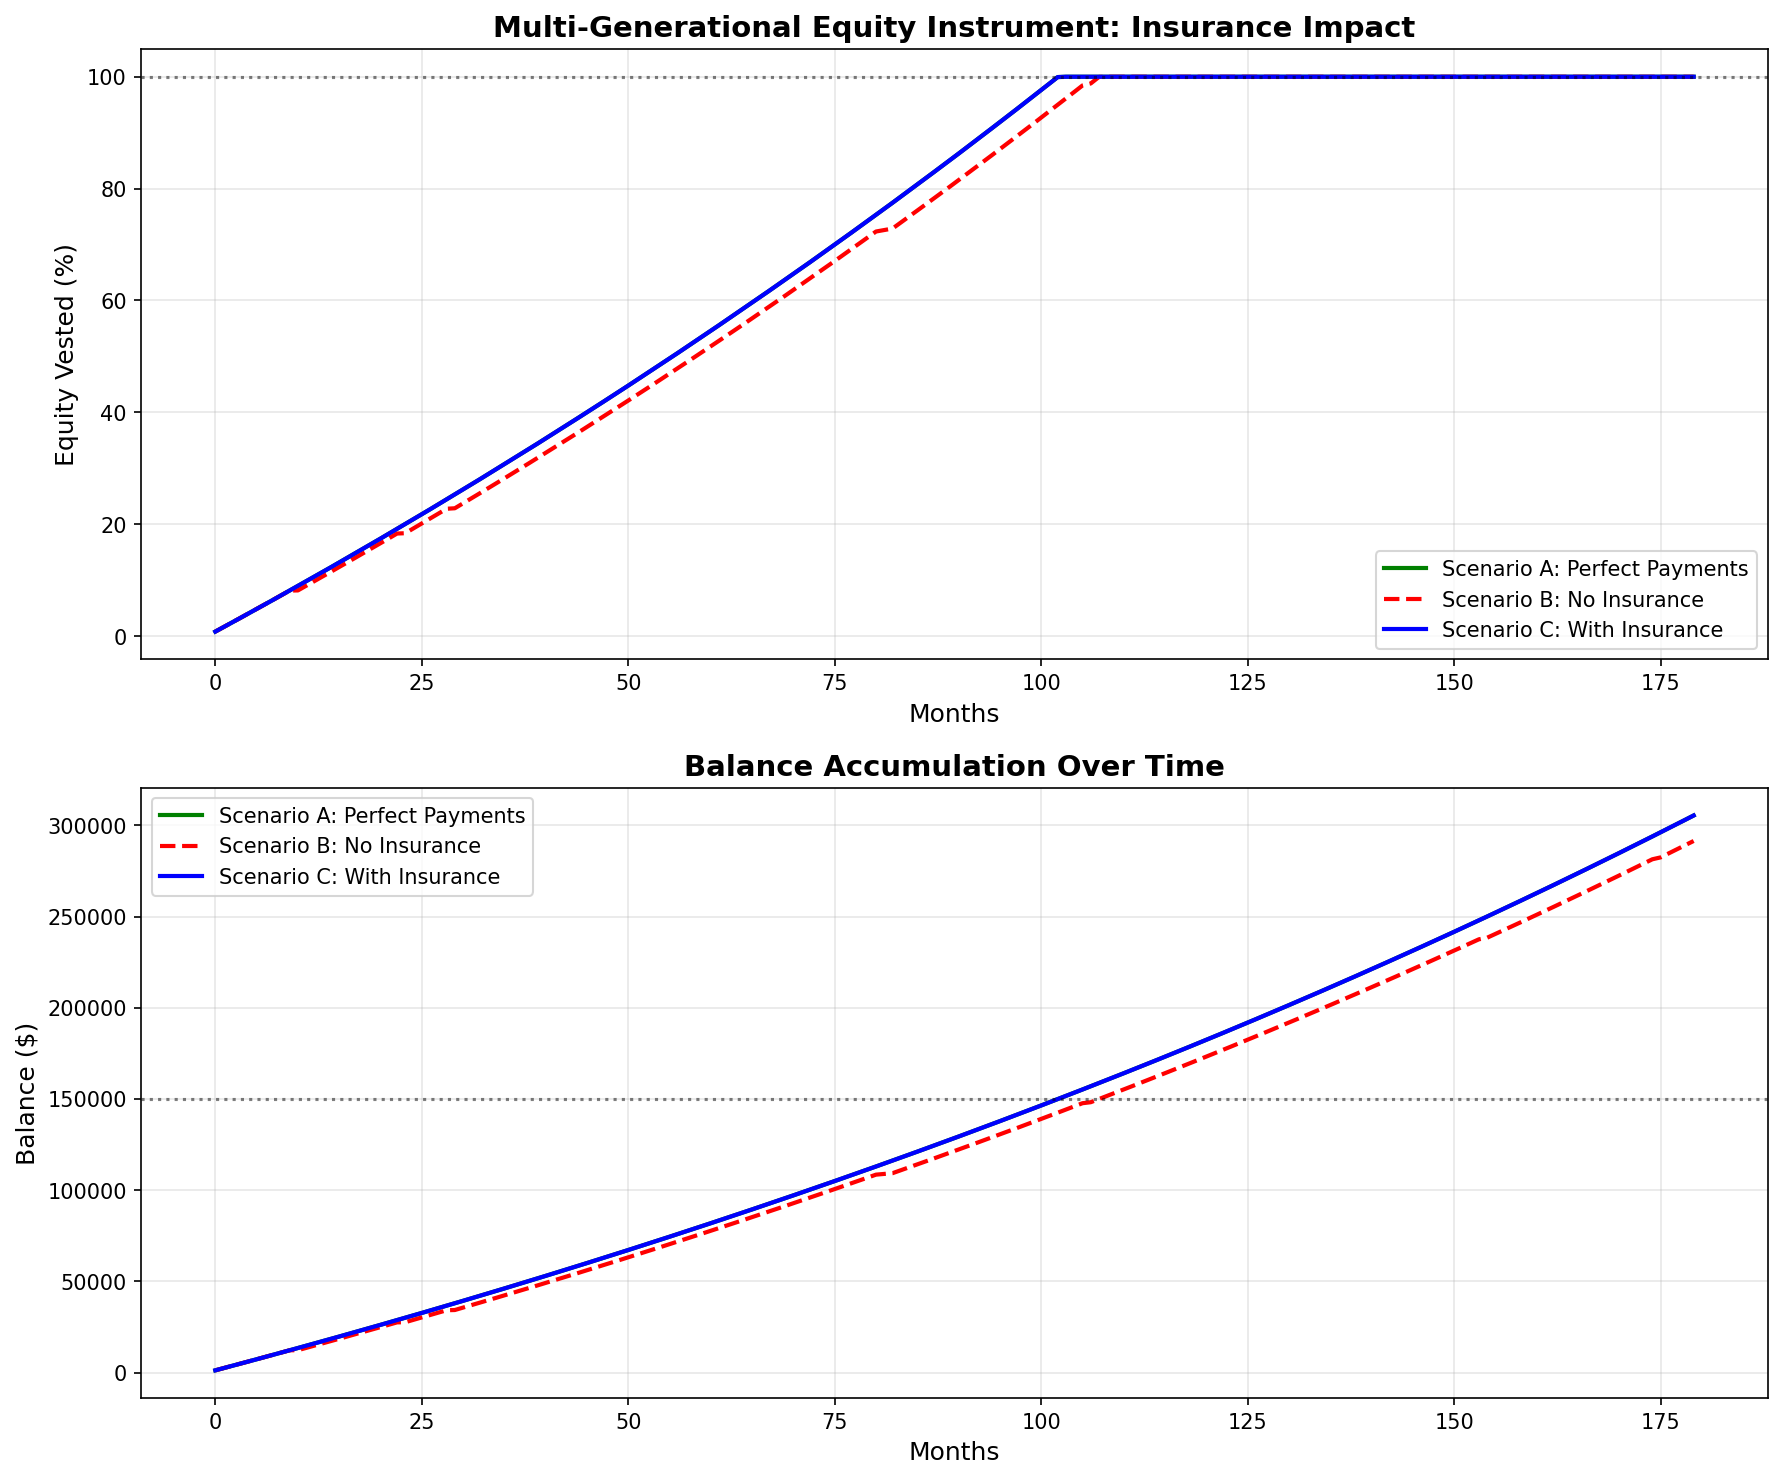 Multi-Generational Equity Instrument: Insurance Impact
Equity Vested (%)
100
80
60
40
20
0
Scenario A: Perfect Payments
Scenario B: No Insurance
Scenario C: With Insurance
0 25 50 75 100 125 150 175
Months
Balance Accumulation Over Time
Balance ($)
300000
250000
200000
150000
100000
50000
0
Scenario A: Perfect Payments
Scenario B: No Insurance
Scenario C: With Insurance
0 25 50 75 100 125 150 175
Months